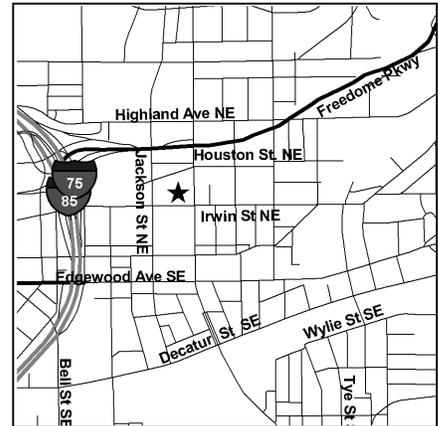 Freedome Pkwy
Highland Ave NE
Houston St. NE
Jackson St NE
75
85
Irwin St NE
Edgewood Ave SE
Decatur St SE
Wylie St SE
Bell St SE
Tye St S